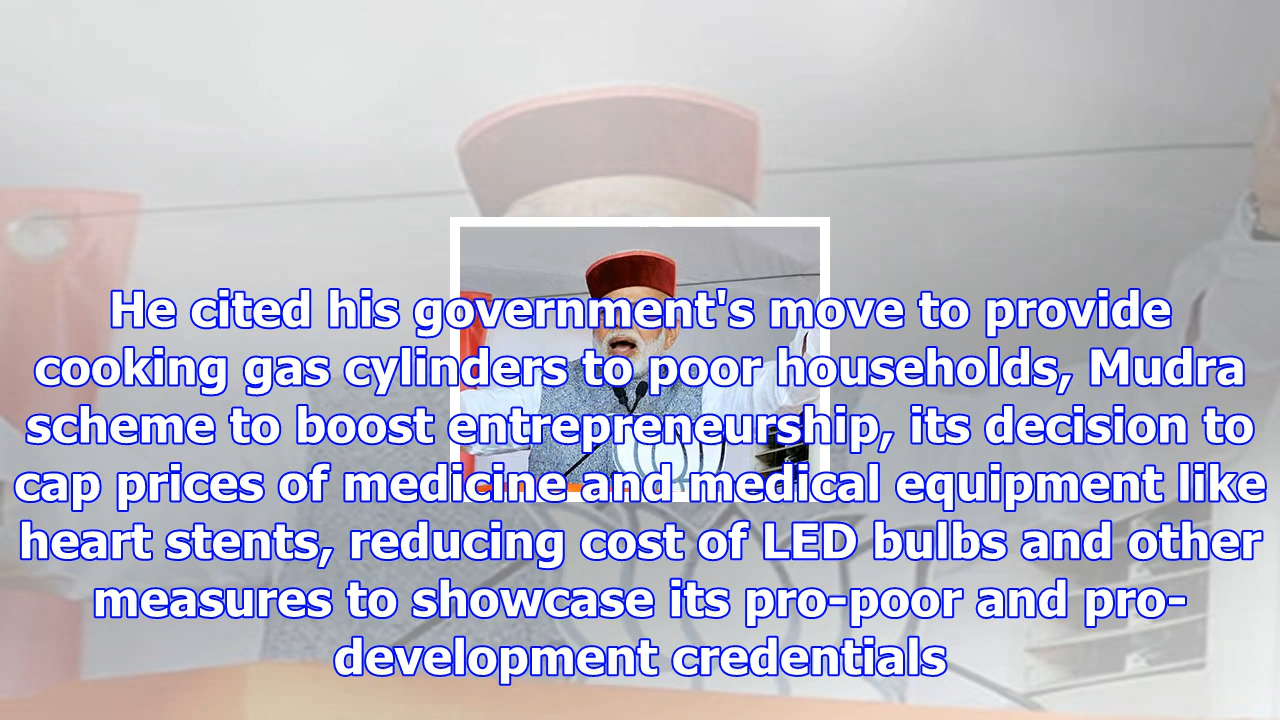 He cited his government's move to provide
cooking gas cylinders to poor households, Mudra
scheme to boost entrepreneurship, its decision to
cap prices of medicine and medical equipment like
heart stents, reducing cost of LED bulbs and other
measures to showcase its pro-poor and pro-
development credentials